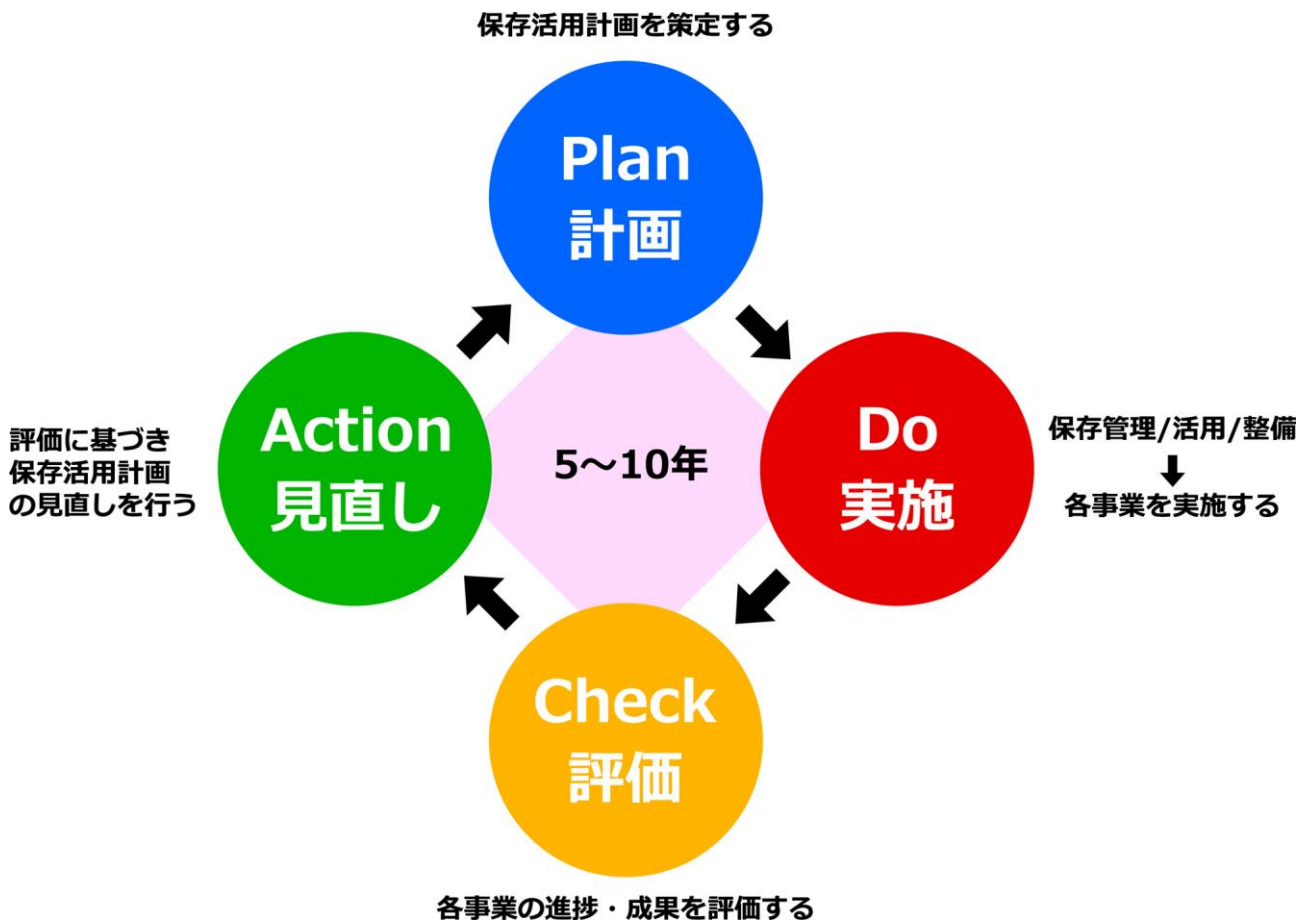 保存活用計画を策定する
Plan
計画
Action
見直し
評価に基づき
保存活用計画
の見直しを行う
5～10年
Do
実施
保存管理/活用/整備
各事業を実施する
Check
評価
各事業の進捗・成果を評価する